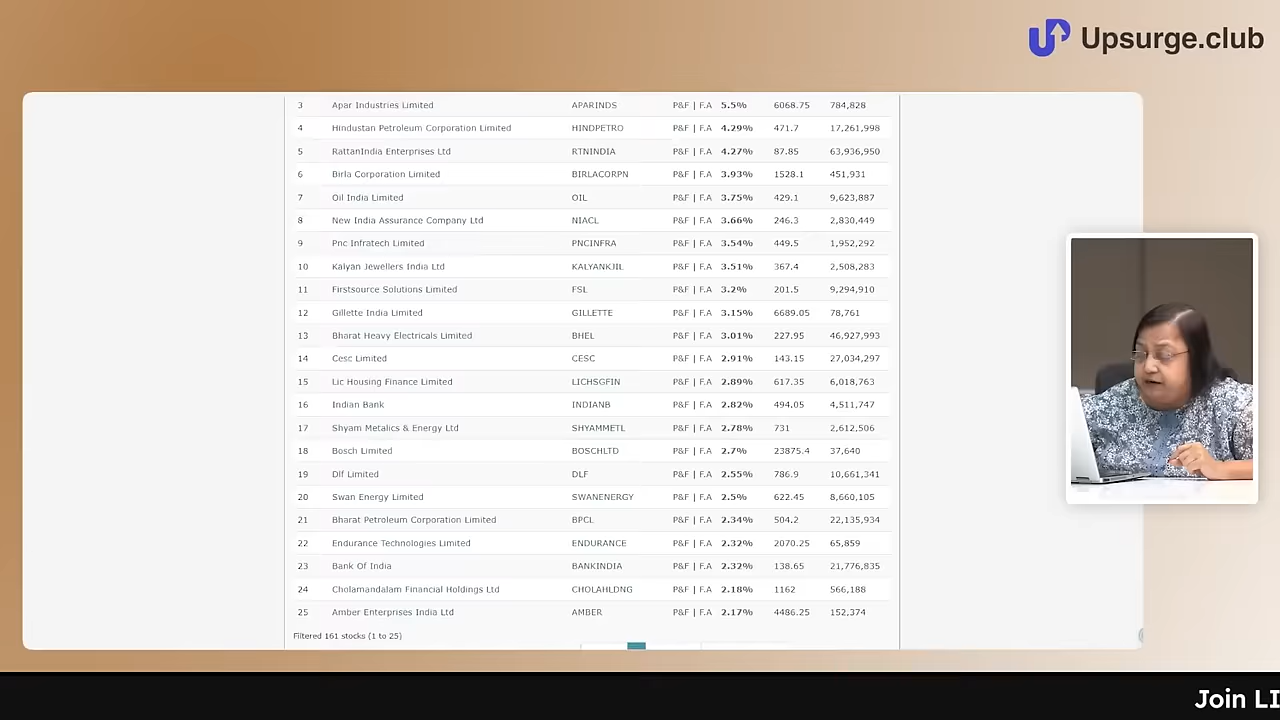 Upsurge.club
3 Apar Industries Limited APARINDS P&F | F.A 5.5% 6068.75 784,828
4 Hindustan Petroleum Corporation Limited HINDPETRO P&F | F.A 4.29% 471.7 17,261,998
5 RattanIndia Enterprises Ltd RTNINDIA P&F | F.A 4.27% 87.85 63,936,950
6 Birla Corporation Limited BIRLACORPN P&F | F.A 3.93% 1528.1 451,931
7 Oil India Limited OIL P&F | F.A 3.75% 429.1 9,623,887
8 New India Assurance Company Ltd NIACL P&F | F.A 3.66% 246.3 2,830,449
9 Pnc Infratech Limited PNCINFRA P&F | F.A 3.54% 449.5 1,952,292
10 Kalyan Jewellers India Ltd KALYANKJIL P&F | F.A 3.51% 367.4 2,508,283
11 Firstsource Solutions Limited FSL P&F | F.A 3.2% 201.5 9,294,910
12 Gillette India Limited GILLETTE P&F | F.A 3.15% 6689.05 78,761
13 Bharat Heavy Electricals Limited BHEL P&F | F.A 3.01% 227.95 46,927,993
14 Cesc Limited CESC P&F | F.A 2.91% 143.15 27,034,297
15 Lic Housing Finance Limited LICHSGFIN P&F | F.A 2.89% 617.35 6,018,763
16 Indian Bank INDIANB P&F | F.A 2.82% 494.05 4,511,747
17 Shyam Metalics & Energy Ltd SHYAMMETL P&F | F.A 2.78% 731 2,612,506
18 Bosch Limited BOSCHLTD P&F | F.A 2.7% 23875.4 37,640
19 Dlf Limited DLF P&F | F.A 2.55% 786.9 10,661,341
20 Swan Energy Limited SWANENERGY P&F | F.A 2.5% 622.45 8,660,105
21 Bharat Petroleum Corporation Limited BPCL P&F | F.A 2.34% 504.2 22,135,934
22 Endurance Technologies Limited ENDURANCE P&F | F.A 2.32% 2070.25 65,859
23 Bank Of India BANKINDIA P&F | F.A 2.32% 138.65 21,776,835
24 Cholamandalam Financial Holdings Ltd CHOLAHLDNG P&F | F.A 2.18% 1162 566,188
25 Amber Enterprises India Ltd AMBER P&F | F.A 2.17% 4486.25 152,374
Filtered 161 stocks (1 to 25)
Join LI